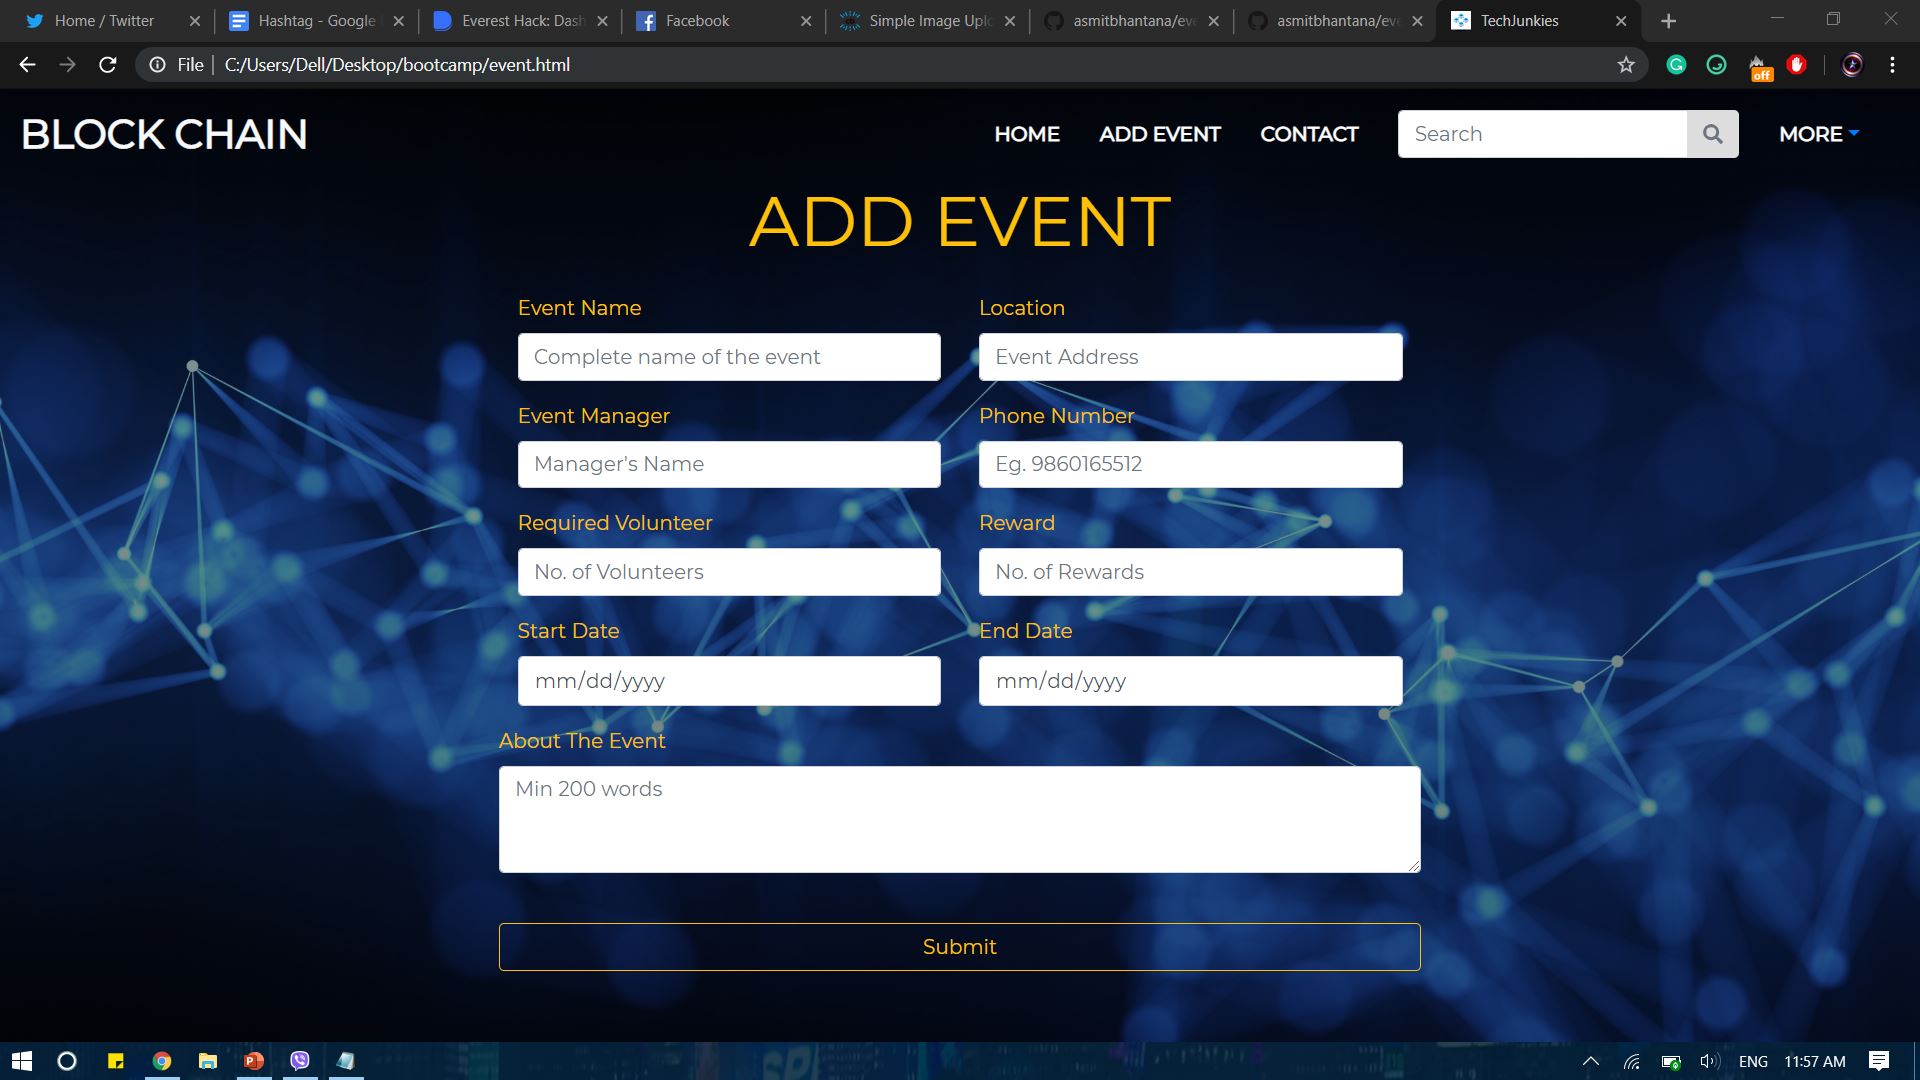 Home / Twitter
Hashtag - Google
Everest Hack: Dash
Facebook
Simple Image Uplo
asmitbhantana/eve
asmitbhantana/eve
TechJunkies
File C:/Users/Dell/Desktop/bootcamp/event.html
off
BLOCK CHAIN
HOME ADD EVENT CONTACT Search MORE
ADD EVENT
Event Name Location
Complete name of the event Event Address
Event Manager Phone Number
Manager's Name Eg. 9860165512
Required Volunteer Reward
No. of Volunteers No. of Rewards
Start Date End Date
mm/dd/yyyy mm/dd/yyyy
About The Event
Min 200 words
Submit
ENG 11:57 AM